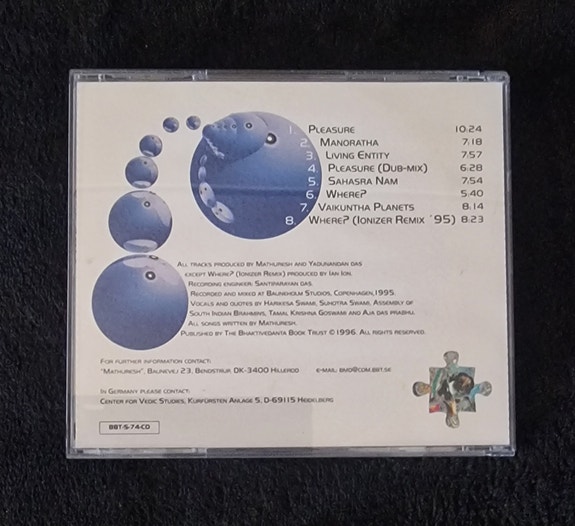 1. Pleasure 10:24
2. Manoratha 7:18
3. Living Entity 7:57
4. Pleasure (Dub-mix) 6:28
5. Sahasra Nam 7:54
6. Where? 5:40
7. Vaikuntha Planets 8.14
8. Where? (Ionizer Remix ´95) 8:23
All tracks produced by Mathuresh and Yadunandan das
except Where? (Ionizer Remix) produced by Ian Ion.
Recording engineer: Santiparayan das.
Recorded and mixed at Bauneholm Studios, Copenhagen,1995.
Vocals and quotes by Harikesa Swami, Suhotra Swami, Assembly of
South Indian Brahmins, Tamal Krishna Goswami and Aja das prabhu.
All songs written by Mathuresh.
Published by The Bhaktivedanta Book Trust © 1996. All rights reserved.
For further information contact:
"Mathuresh", Baunevej 23, Bendstrup, DK-3400 Hillerod e-mail: bmd@com.bbt.se
In Germany please contact:
Center for Vedic Studies, Kurfürsten Anlage 5, D-69115 Heidelberg
BBT-5-74-CD